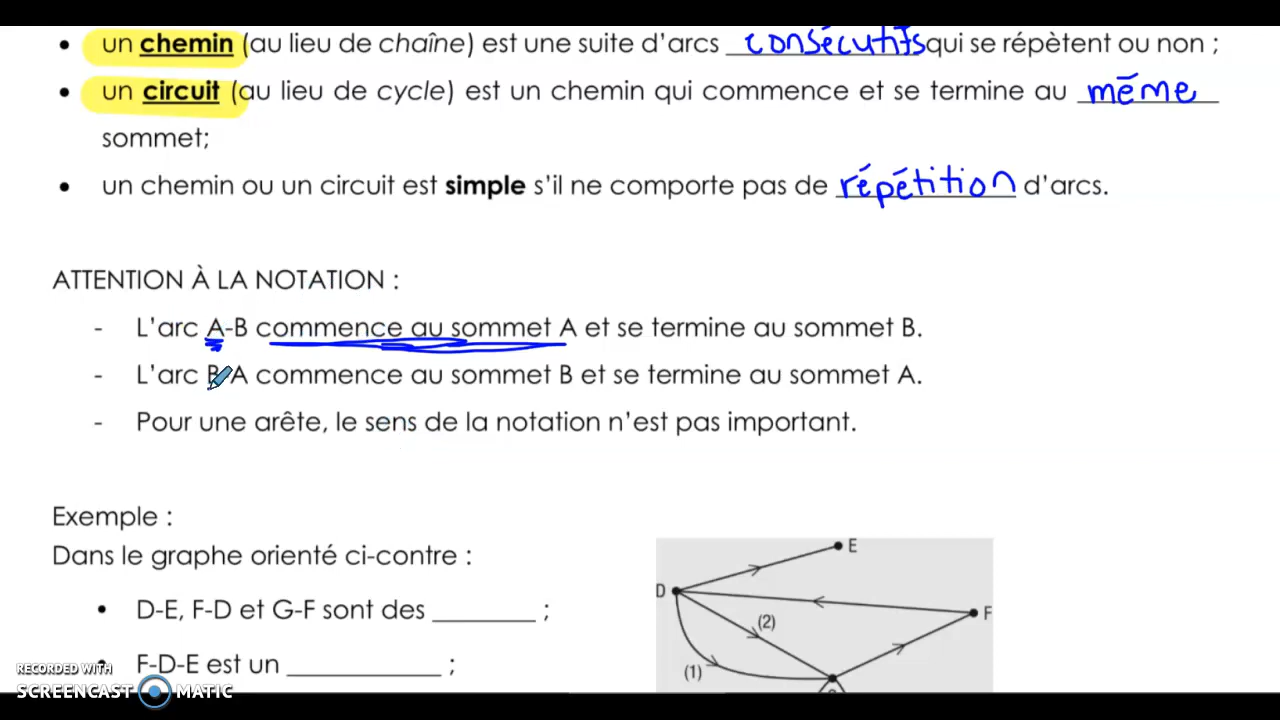 • un chemin (au lieu de chaîne) est une suite d’arcs consécutifs qui se répètent ou non ;
• un circuit (au lieu de cycle) est un chemin qui commence et se termine au même
sommet;
• un chemin ou un circuit est simple s’il ne comporte pas de répétition d’arcs.
ATTENTION À LA NOTATION :
- L’arc A-B commence au sommet A et se termine au sommet B.
- L’arc B-A commence au sommet B et se termine au sommet A.
- Pour une arête, le sens de la notation n’est pas important.
Exemple :
Dans le graphe orienté ci-contre :
• D-E, F-D et G-F sont des ________ ;
• F-D-E est un ____________ ;
E
D
F
(2)
(1)
RECORDED WITH
SCREENCAST MATIC